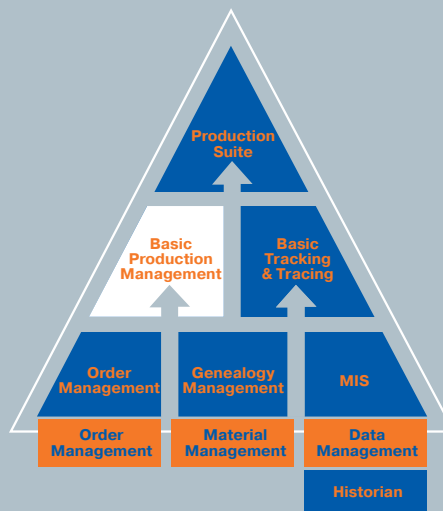 Production
Suite
Basic
Production
Management
Basic
Tracking
& Tracing
Order
Management
Genealogy
Management
MIS
Order
Management
Material
Management
Data
Management
Historian